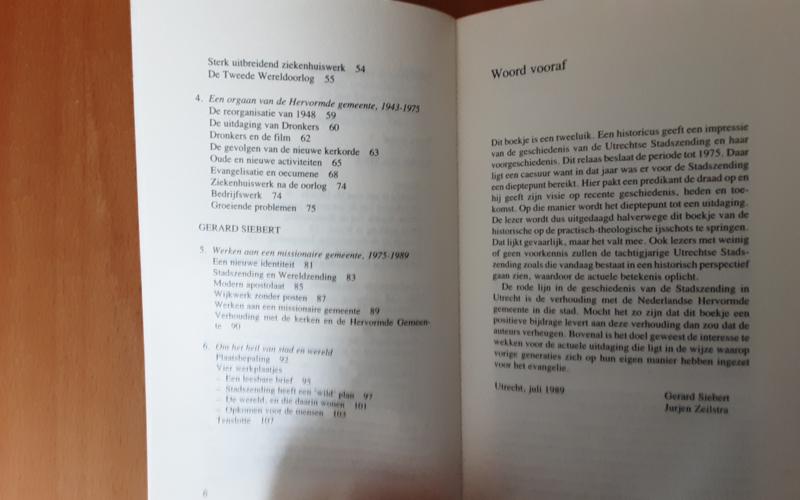 Sterk uitbreidend ziekenhuiswerk 54
De Tweede Wereldoorlog 55
4. Een orgaan van de Hervormde gemeente, 1943-1975
De reorganisatie van 1948 59
De uitdaging van Dronkers 60
Dronkers en de film 62
De gevolgen van de nieuwe kerkorde 63
Oude en nieuwe activiteiten 65
Evangelisatie en oecumene 68
Ziekenhuiswerk na de oorlog 74
Bedrijfswerk 74
Groeiende problemen 75
GERARD SIEBERT
5. Werken aan een missionaire gemeente, 1975-1989
Een nieuwe identiteit 81
Stadszending en Wereldzending 83
Modern apostolaat 85
Wijkwerk zonder posten 87
Werken aan een missionaire gemeente 89
Verhouding met de kerken en de Hervormde Gemeen-
te 90
6. Om het heil van stad en wereld
Plaatsbepaling 92
Vier werkplaatjes
– Een leesbare brief 95
– Stadszending heeft een 'wild' plan 97
– De wereld, en die daarin wonen 101
– Opkomen voor de mensen 103
Tenslotte 107
6
Woord vooraf
Dit boekje is een tweeluik. Een historicus geeft een impressie
van de geschiedenis van de Utrechtse Stadszending en haar
voorgeschiedenis. Dit relaas beslaat de periode tot 1975. Daar
ligt een caesuur want in dat jaar was er voor de Stadszending
een dieptepunt bereikt. Hier pakt een predikant de draad op en
hij geeft zijn visie op recente geschiedenis, heden en toe-
komst. Op die manier wordt het dieptepunt tot een uitdaging.
De lezer wordt dus uitgedaagd halverwege dit boekje van de
historische op de practisch-theologische ijsschots te springen.
Dat lijkt gevaarlijk, maar het valt mee. Ook lezers met weinig
of geen voorkennis zullen de tachtigjarige Utrechtse Stads-
zending zoals die vandaag bestaat in een historisch perspectief
gaan zien, waardoor de actuele betekenis oplicht.
De rode lijn in de geschiedenis van de Stadszending in
Utrecht is de verhouding met de Nederlandse Hervormde
gemeente in die stad. Mocht het zo zijn dat dit boekje een
positieve bijdrage levert aan deze verhouding dan zou dat de
auteurs verheugen. Bovenal is het doel geweest de interesse te
wekken voor de actuele uitdaging die ligt in de wijze waarop
vorige generaties zich op hun eigen manier hebben ingezet
voor het evangelie.
Utrecht, juli 1989
Gerard Siebert
Jurjen Zeilstra